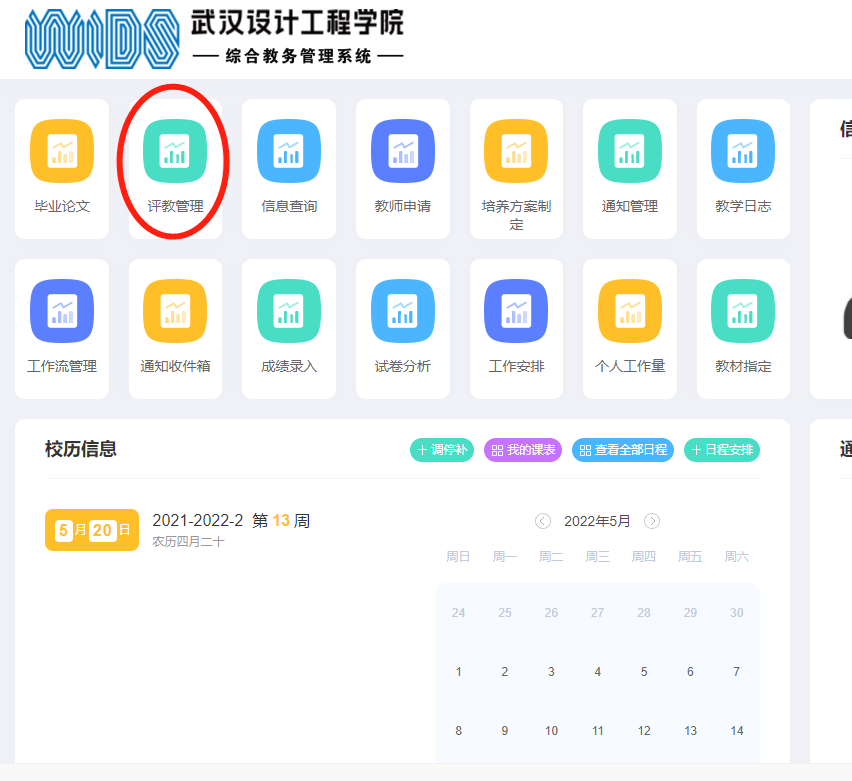 WIDS 武汉设计工程学院
综合教务管理系统
毕业论文 评教管理 信息查询 教师申请 培养方案制定 通知管理 教学日志
工作流管理 通知收件箱 成绩录入 试卷分析 工作安排 个人工作量 教材指定
校历信息 调停补 我的课表 查看全部日程 日程安排
5月20日 2021-2022-2 第13周 2022年5月
农历四月二十
周日 周一 周二 周三 周四 周五 周六
24 25 26 27 28 29 30
1 2 3 4 5 6 7
8 9 10 11 12 13 14